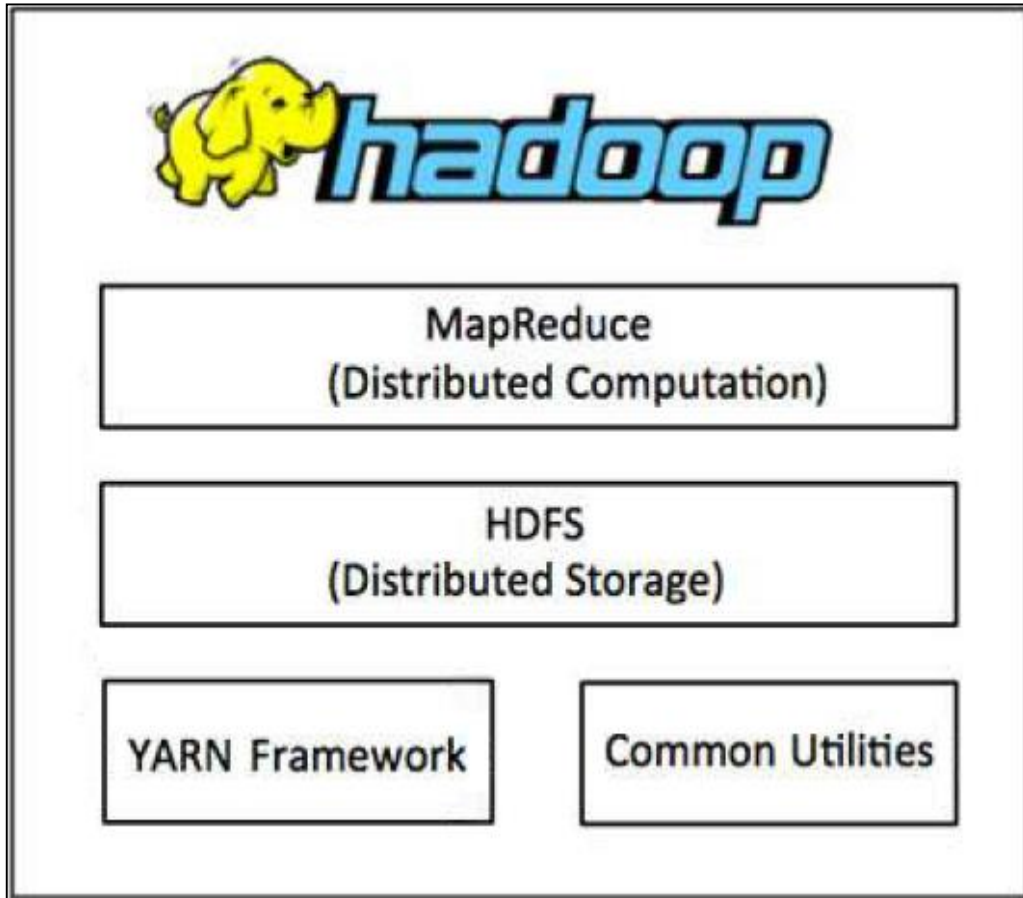 hadoop
MapReduce
(Distributed Computation)
HDFS
(Distributed Storage)
YARN Framework
Common Utilities